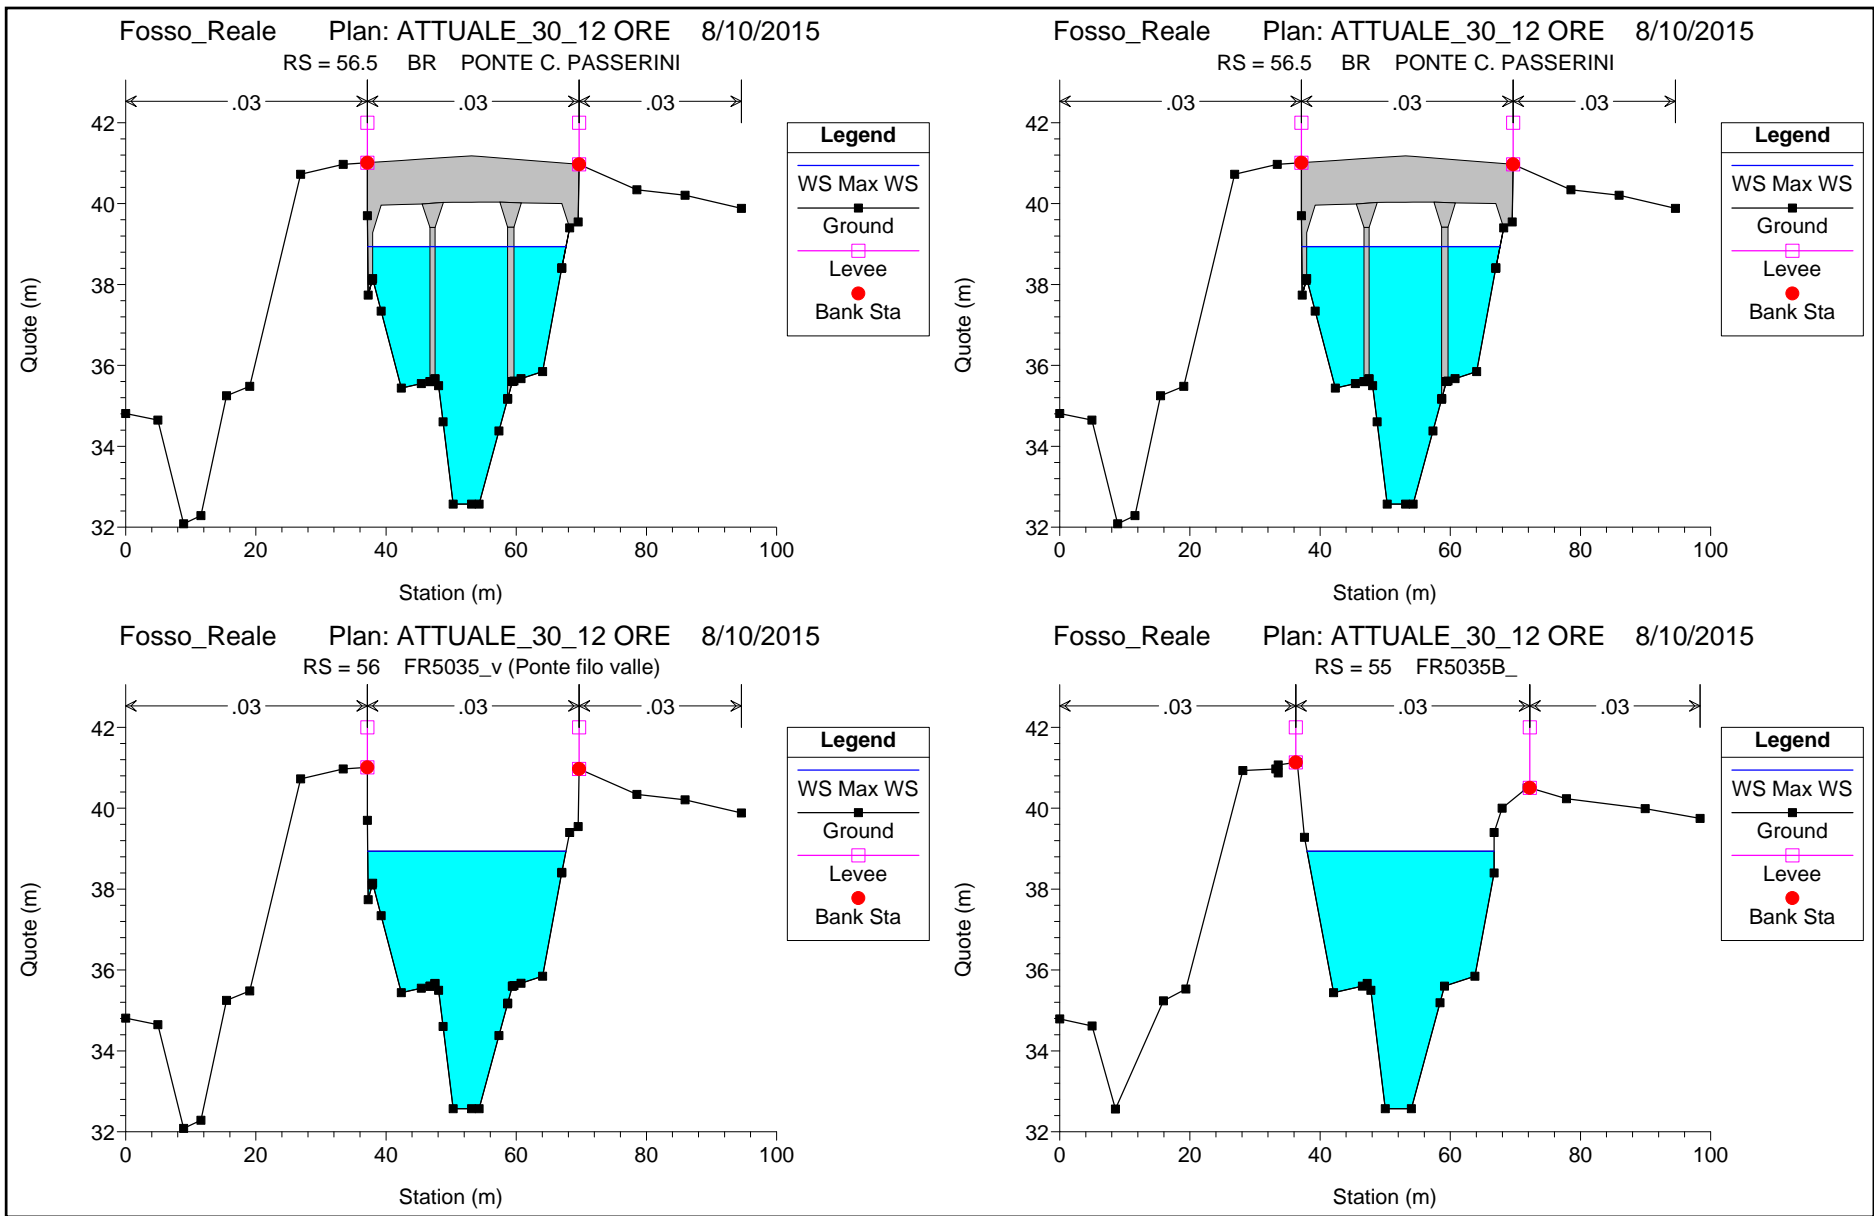 Fosso_Reale Plan: ATTUALE_30_12 ORE 8/10/2015
RS = 56.5 BR PONTE C. PASSERINI
.03 .03 .03
42
40
38
36
34
32
0 20 40 60 80 100
Station (m)
Quote (m)
Legend
WS Max WS
Ground
Levee
Bank Sta
Fosso_Reale Plan: ATTUALE_30_12 ORE 8/10/2015
RS = 56.5 BR PONTE C. PASSERINI
.03 .03 .03
42
40
38
36
34
32
0 20 40 60 80 100
Station (m)
Quote (m)
Legend
WS Max WS
Ground
Levee
Bank Sta
Fosso_Reale Plan: ATTUALE_30_12 ORE 8/10/2015
RS = 56 FR5035_v (Ponte filo valle)
.03 .03 .03
42
40
38
36
34
32
0 20 40 60 80 100
Station (m)
Quote (m)
Legend
WS Max WS
Ground
Levee
Bank Sta
Fosso_Reale Plan: ATTUALE_30_12 ORE 8/10/2015
RS = 55 FR5035B_
.03 .03 .03
42
40
38
36
34
32
0 20 40 60 80 100
Station (m)
Quote (m)
Legend
WS Max WS
Ground
Levee
Bank Sta